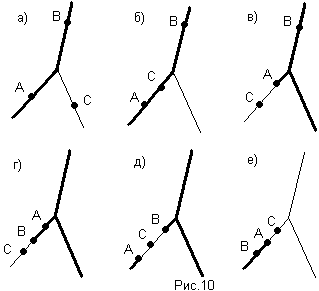 а) б) в)
B B B
A C A C A C
г) д) е)
A B C B A C A C B
Рис.10